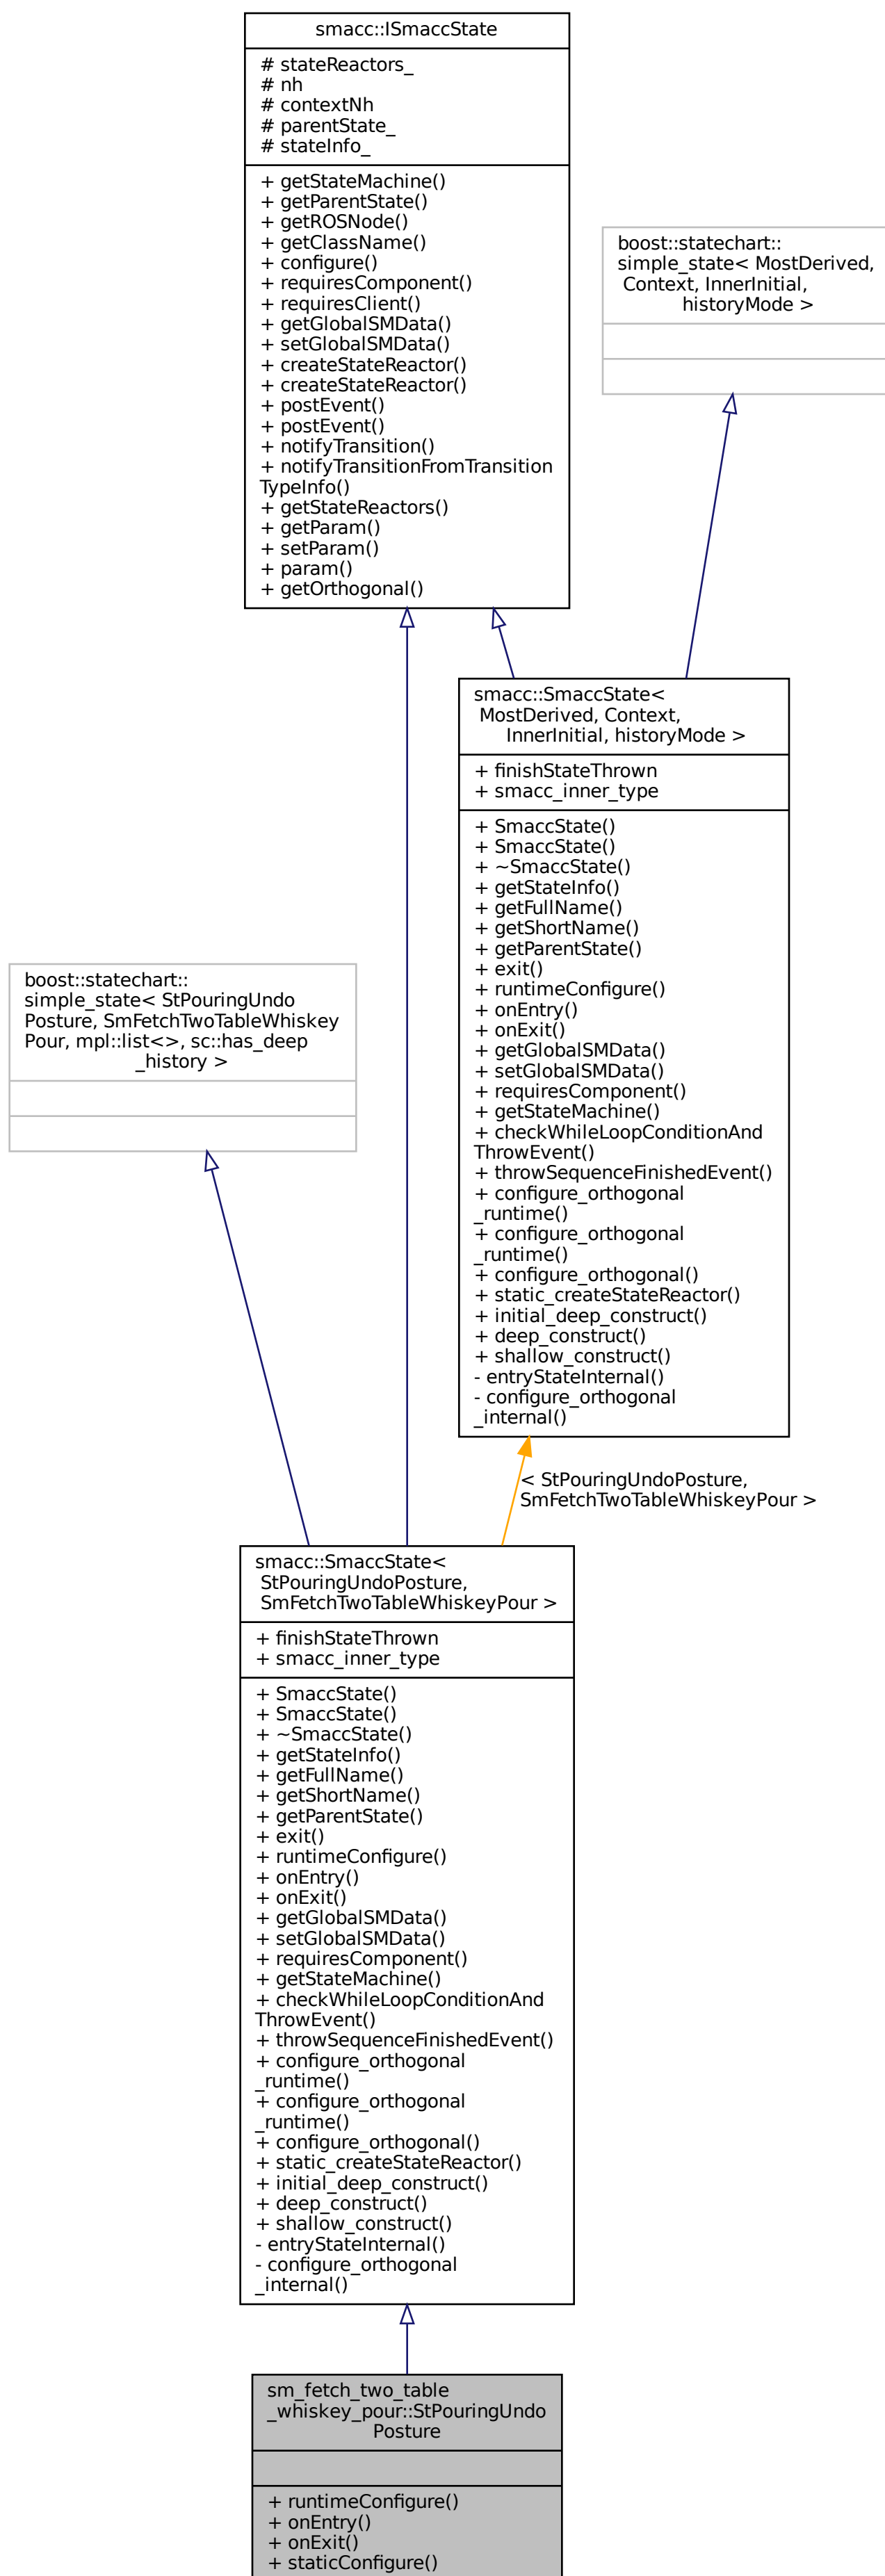 smacc::ISmaccState
# stateReactors_
# nh
# contextNh
# parentState_
# stateInfo_
+ getStateMachine()
+ getParentState()
+ getROSNode()
+ getClassName()
+ configure()
+ requiresComponent()
+ requiresClient()
+ getGlobalSMData()
+ setGlobalSMData()
+ createStateReactor()
+ createStateReactor()
+ postEvent()
+ postEvent()
+ notifyTransition()
+ notifyTransitionFromTransition
TypeInfo()
+ getStateReactors()
+ getParam()
+ setParam()
+ param()
+ getOrthogonal()
boost::statechart::
simple_state< MostDerived,
Context, InnerInitial,
historyMode >
smacc::SmaccState<
MostDerived, Context,
InnerInitial, historyMode >
+ finishStateThrown
+ smacc_inner_type
+ SmaccState()
+ SmaccState()
+ ~SmaccState()
+ getStateInfo()
+ getFullName()
+ getShortName()
+ getParentState()
+ exit()
+ runtimeConfigure()
+ onEntry()
+ onExit()
+ getGlobalSMData()
+ setGlobalSMData()
+ requiresComponent()
+ getStateMachine()
+ checkWhileLoopConditionAnd
ThrowEvent()
+ throwSequenceFinishedEvent()
+ configure_orthogonal
_runtime()
+ configure_orthogonal
_runtime()
+ configure_orthogonal()
+ static_createStateReactor()
+ initial_deep_construct()
+ deep_construct()
+ shallow_construct()
- entryStateInternal()
- configure_orthogonal
_internal()
boost::statechart::
simple_state< StPouringUndo
Posture, SmFetchTwoTableWhiskey
Pour, mpl::list<>, sc::has_deep
_history >
< StPouringUndoPosture,
SmFetchTwoTableWhiskeyPour >
smacc::SmaccState<
StPouringUndoPosture,
SmFetchTwoTableWhiskeyPour >
+ finishStateThrown
+ smacc_inner_type
+ SmaccState()
+ SmaccState()
+ ~SmaccState()
+ getStateInfo()
+ getFullName()
+ getShortName()
+ getParentState()
+ exit()
+ runtimeConfigure()
+ onEntry()
+ onExit()
+ getGlobalSMData()
+ setGlobalSMData()
+ requiresComponent()
+ getStateMachine()
+ checkWhileLoopConditionAnd
ThrowEvent()
+ throwSequenceFinishedEvent()
+ configure_orthogonal
_runtime()
+ configure_orthogonal
_runtime()
+ configure_orthogonal()
+ static_createStateReactor()
+ initial_deep_construct()
+ deep_construct()
+ shallow_construct()
- entryStateInternal()
- configure_orthogonal
_internal()
sm_fetch_two_table
_whiskey_pour::StPouringUndo
Posture
+ runtimeConfigure()
+ onEntry()
+ onExit()
+ staticConfigure()